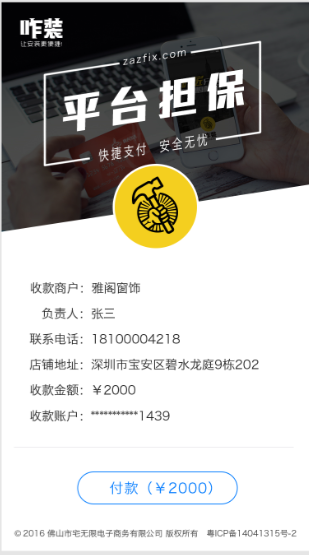 咋装
让安装更便捷!
zazfix.com
平台担保
快捷支付 安全无忧
收款商户：雅阁窗饰
负责人：张三
联系电话：18100004218
店铺地址：深圳市宝安区碧水龙庭9栋202
收款金额：￥2000
收款账户：***********1439
付款（￥2000）
© 2016 佛山市宅无限电子商务有限公司 版权所有 粤ICP备14041315号-2